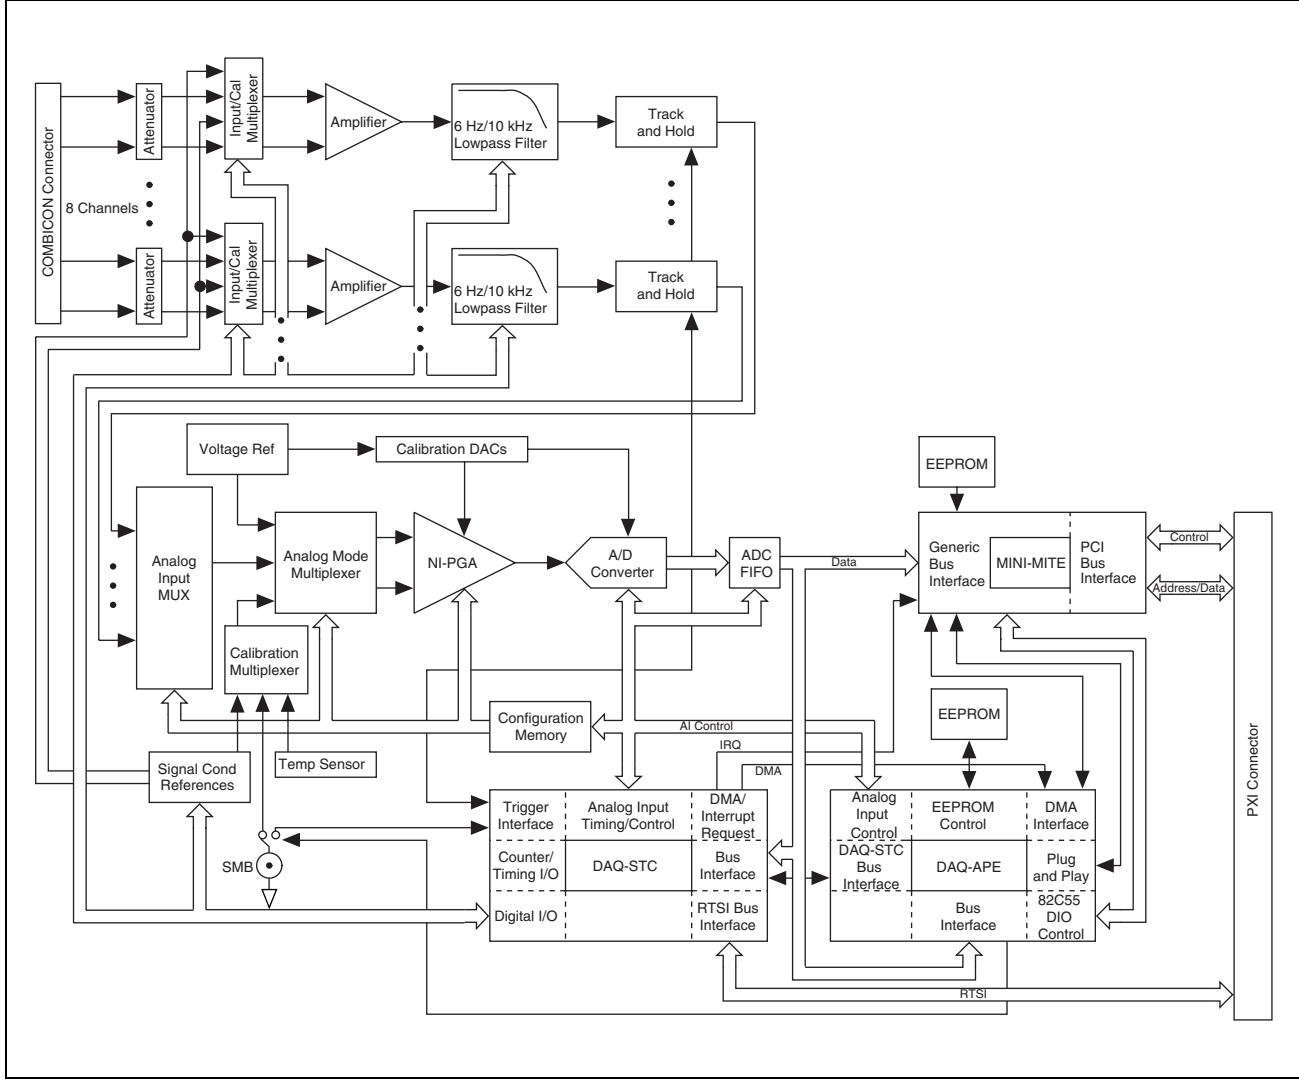 COMBICON Connector
8 Channels
Attenuator
Input/Cal
Multiplexer
Amplifier
6 Hz/10 kHz
Lowpass Filter
Track
and Hold
Attenuator
Input/Cal
Multiplexer
Amplifier
6 Hz/10 kHz
Lowpass Filter
Track
and Hold
Voltage Ref
Calibration DACs
EEPROM
Analog
Input
MUX
Analog Mode
Multiplexer
NI-PGA
A/D
Converter
ADC
FIFO
Data
Generic
Bus
Interface
MINI-MITE
PCI
Bus
Interface
Control
Address/Data
PXI Connector
Calibration
Multiplexer
Configuration
Memory
AI Control
EEPROM
IRQ
DMA
Signal Cond
References
Temp Sensor
SMB
Trigger
Interface
Analog Input
Timing/Control
DMA/
Interrupt
Request
Counter/
Timing I/O
DAQ-STC
Bus
Interface
Digital I/O
RTSI Bus
Interface
Analog
Input
Control
EEPROM
Control
DMA
Interface
DAQ-STC
Bus
Interface
DAQ-APE
Plug
and Play
Bus
Interface
82C55
DIO
Control
RTSI